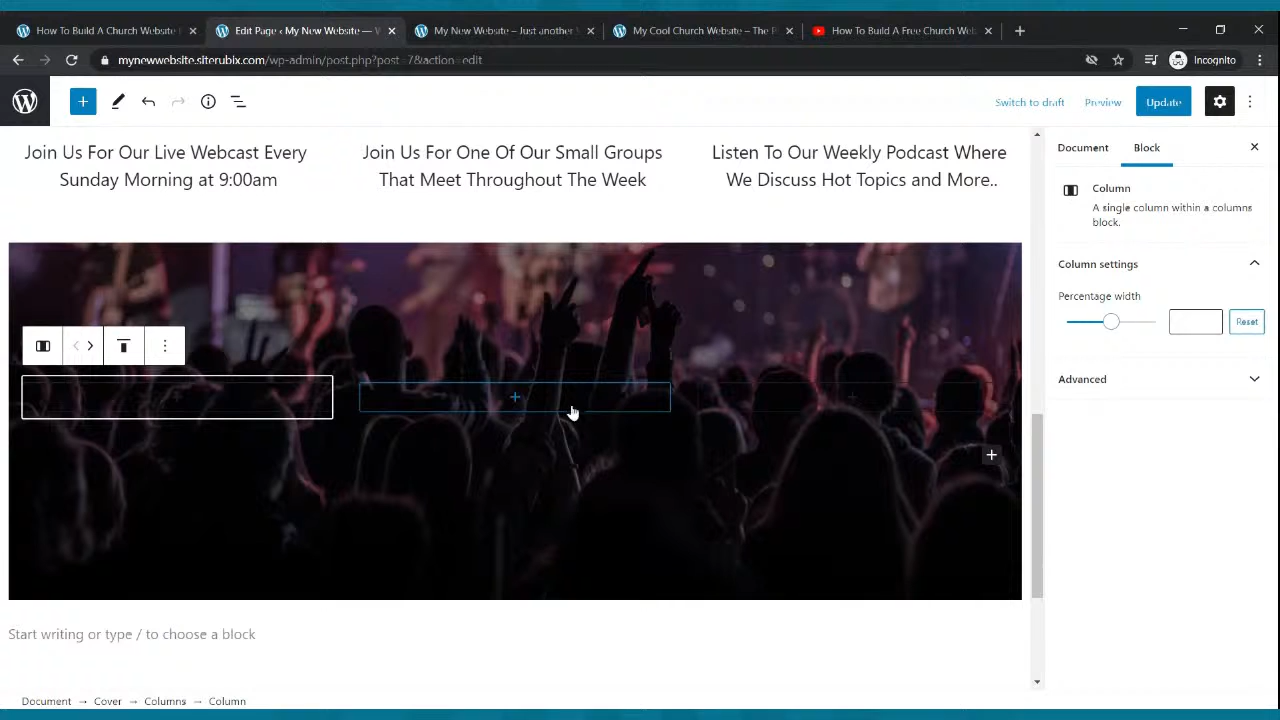 How To Build A Church Website
Edit Page ‹ My New Website —
My New Website – Just another
My Cool Church Website – The
How To Build A Free Church
mynewwebsite.siterubix.com/wp-admin/post.php?post=7&action=edit
Incognito
Switch to draft
Preview
Update
Join Us For Our Live Webcast Every
Sunday Morning at 9:00am
Join Us For One Of Our Small Groups
That Meet Throughout The Week
Listen To Our Weekly Podcast Where
We Discuss Hot Topics and More..
Document
Block
Column
A single column within a columns
block.
Column settings
Percentage width
Reset
Advanced
Start writing or type / to choose a block
Document → Cover → Columns → Column